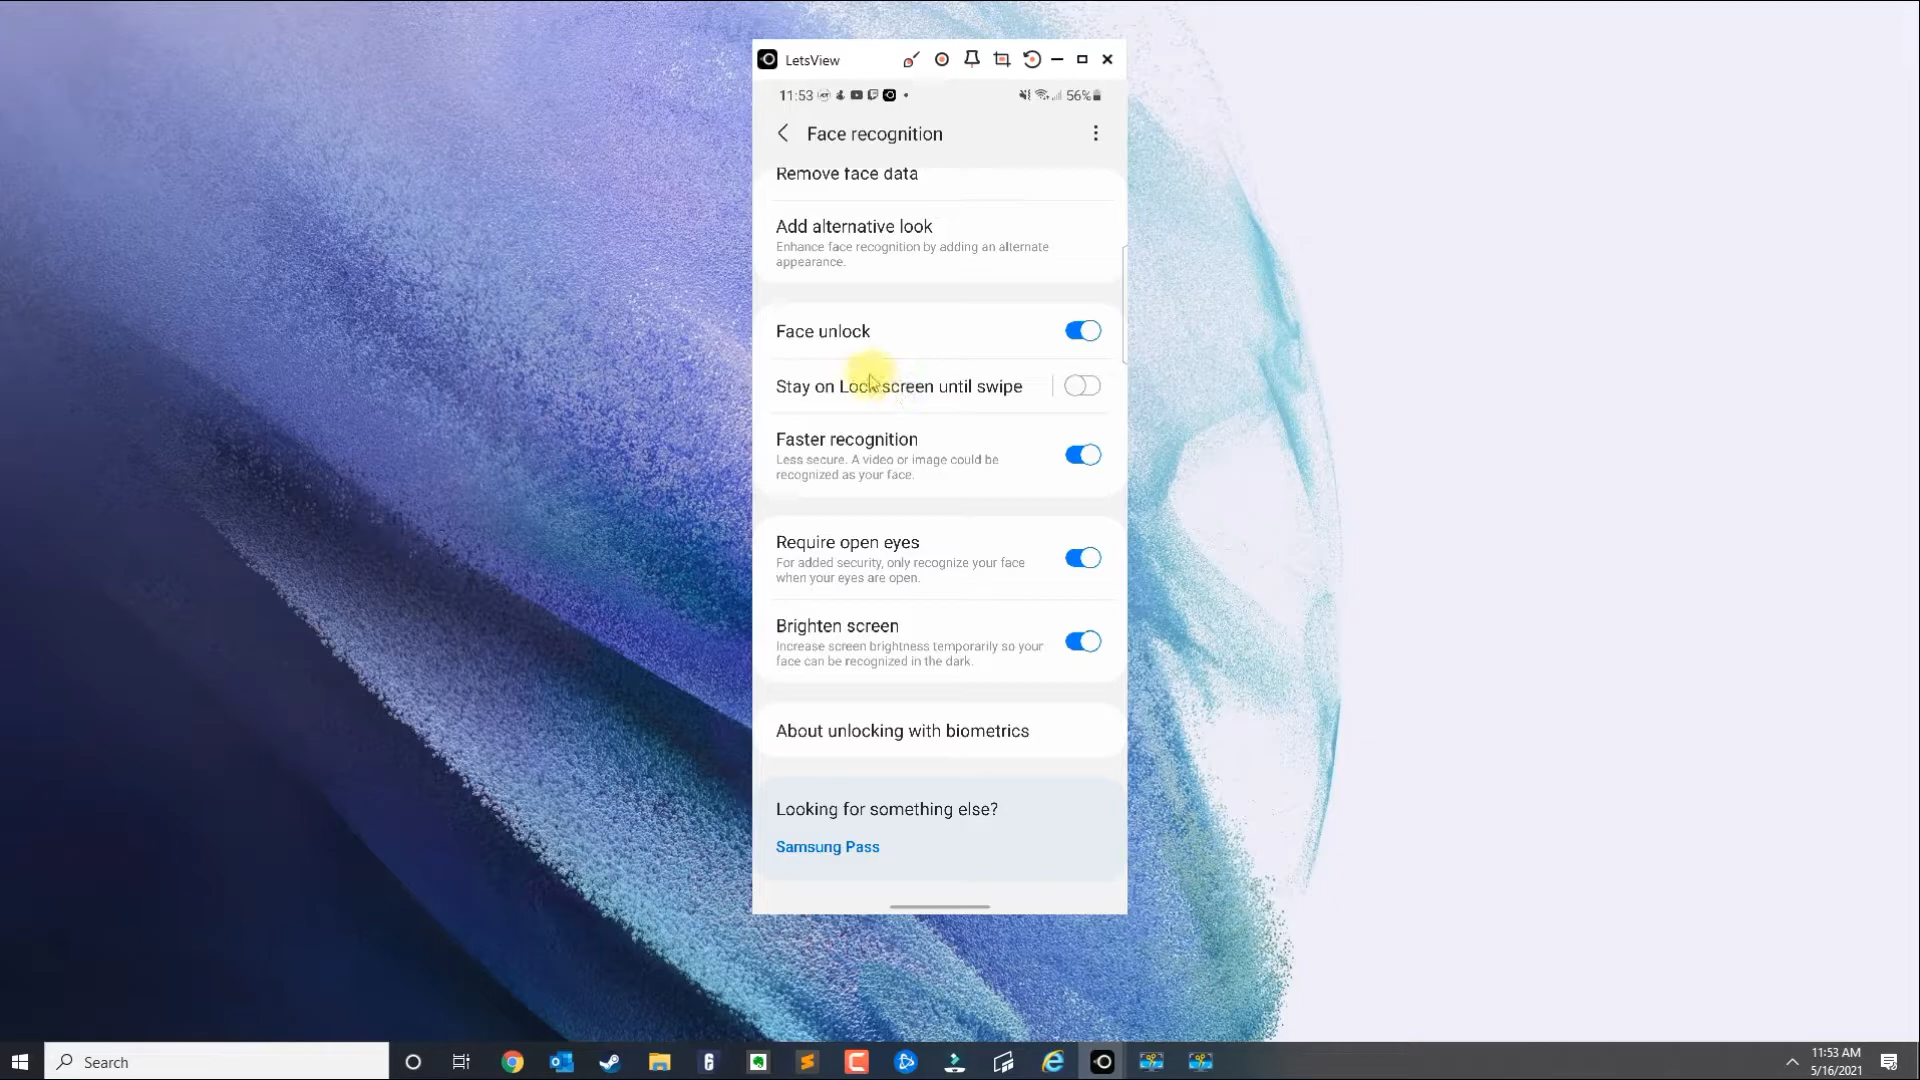 LetsView
11:53
56%
Face recognition
Remove face data
Add alternative look
Enhance face recognition by adding an alternate
appearance.
Face unlock
Stay on Lock screen until swipe
Faster recognition
Less secure. A video or image could be
recognized as your face.
Require open eyes
For added security, only recognize your face
when your eyes are open.
Brighten screen
Increase screen brightness temporarily so your
face can be recognized in the dark.
About unlocking with biometrics
Looking for something else?
Samsung Pass
Search
11:53 AM
5/16/2021